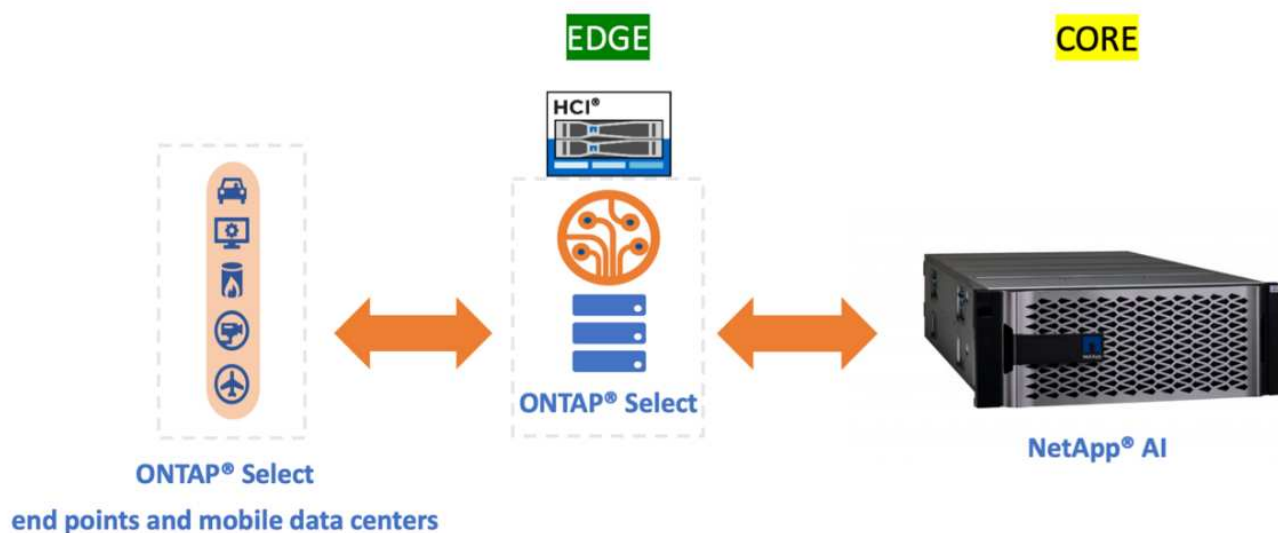 EDGE
CORE
HCI®
ONTAP® Select
NetApp® AI
ONTAP® Select
end points and mobile data centers